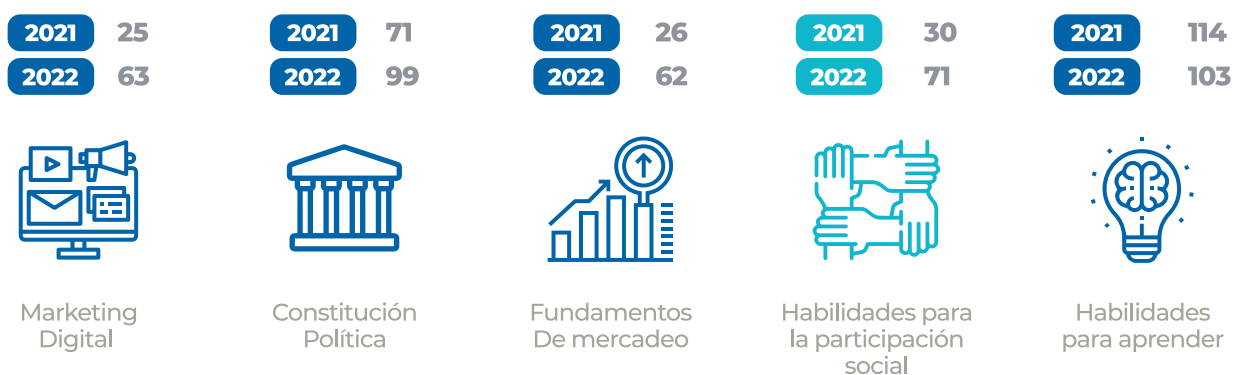 2021 25
2022 63
Marketing
Digital
2021 71
2022 99
Constitución
Política
2021 26
2022 62
Fundamentos
De mercadeo
2021 30
2022 71
Habilidades para
la participación
social
2021 114
2022 103
Habilidades
para aprender